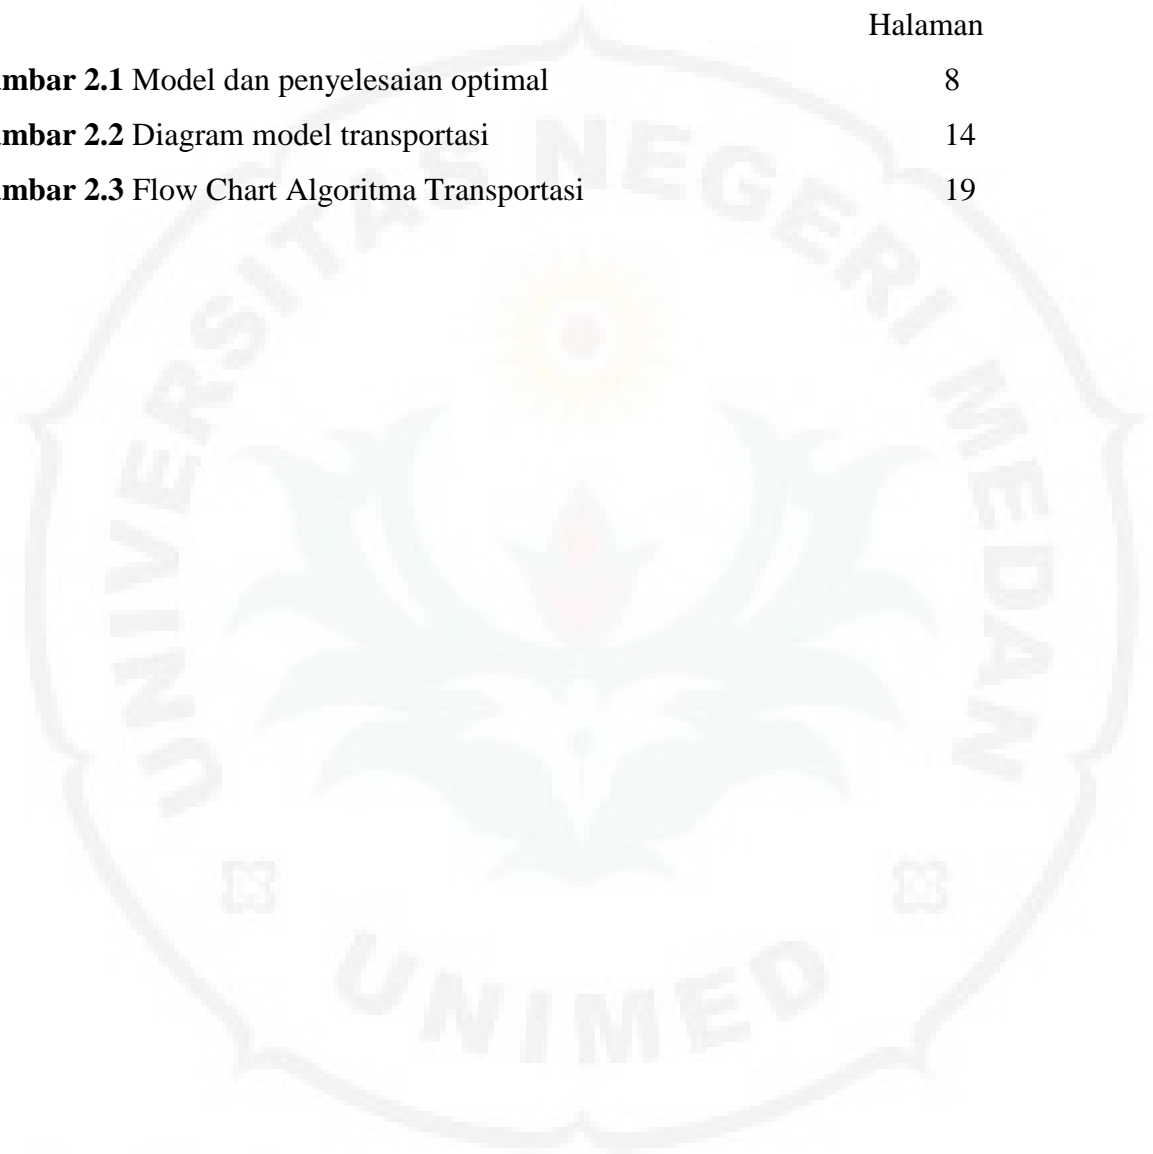 Halaman
mbar 2.1 Model dan penyelesaian optimal 8
mbar 2.2 Diagram model transportasi 14
mbar 2.3 Flow Chart Algoritma Transportasi 19
UNIVERSITAS NEGERI MEDAN
UNIMED